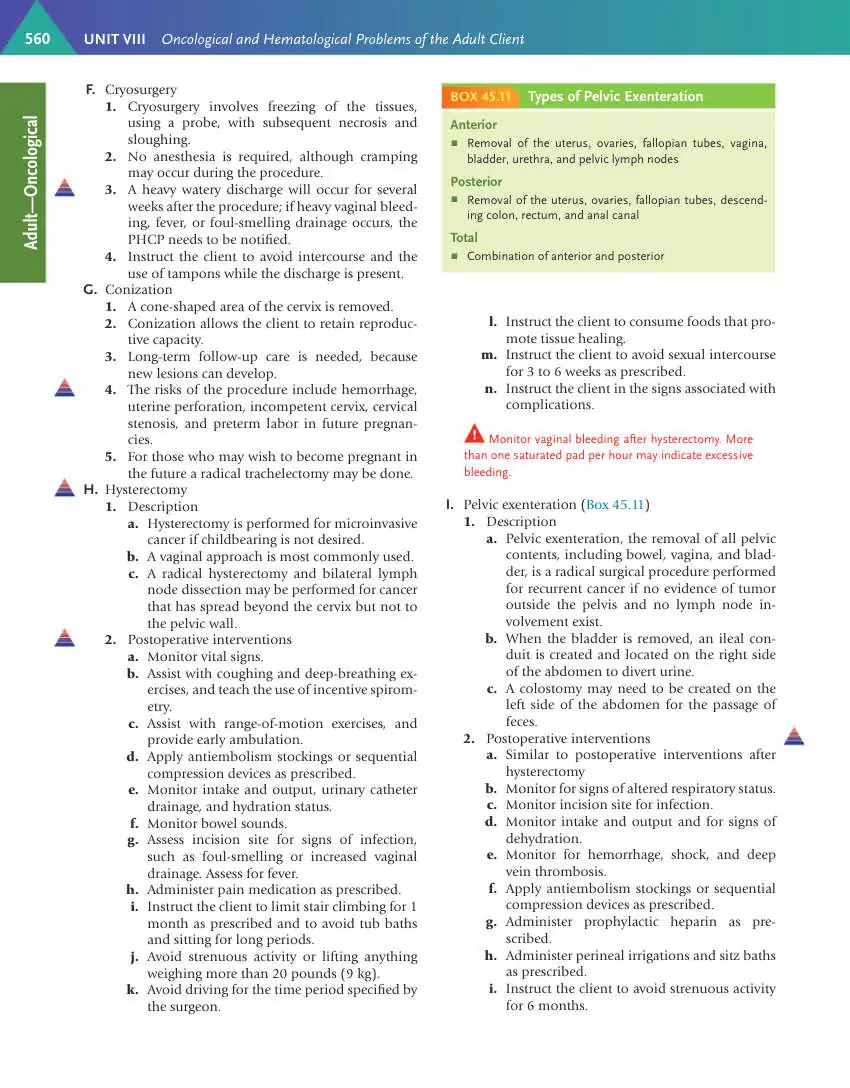 560 UNIT VIII Oncological and Hematological Problems of the Adult Client
Adult—Oncological
F. Cryosurgery
1. Cryosurgery involves freezing of the tissues,
using a probe, with subsequent necrosis and
sloughing.
2. No anesthesia is required, although cramping
may occur during the procedure.
3. A heavy watery discharge will occur for several
weeks after the procedure; if heavy vaginal bleed-
ing, fever, or foul-smelling drainage occurs, the
PHCP needs to be notified.
4. Instruct the client to avoid intercourse and the
use of tampons while the discharge is present.
G. Conization
1. A cone-shaped area of the cervix is removed.
2. Conization allows the client to retain reproduc-
tive capacity.
3. Long-term follow-up care is needed, because
new lesions can develop.
4. The risks of the procedure include hemorrhage,
uterine perforation, incompetent cervix, cervical
stenosis, and preterm labor in future pregnan-
cies.
5. For those who may wish to become pregnant in
the future a radical trachelectomy may be done.
H. Hysterectomy
1. Description
a. Hysterectomy is performed for microinvasive
cancer if childbearing is not desired.
b. A vaginal approach is most commonly used.
c. A radical hysterectomy and bilateral lymph
node dissection may be performed for cancer
that has spread beyond the cervix but not to
the pelvic wall.
2. Postoperative interventions
a. Monitor vital signs.
b. Assist with coughing and deep-breathing ex-
ercises, and teach the use of incentive spirom-
etry.
c. Assist with range-of-motion exercises, and
provide early ambulation.
d. Apply antiembolism stockings or sequential
compression devices as prescribed.
e. Monitor intake and output, urinary catheter
drainage, and hydration status.
f. Monitor bowel sounds.
g. Assess incision site for signs of infection,
such as foul-smelling or increased vaginal
drainage. Assess for fever.
h. Administer pain medication as prescribed.
i. Instruct the client to limit stair climbing for 1
month as prescribed and to avoid tub baths
and sitting for long periods.
j. Avoid strenuous activity or lifting anything
weighing more than 20 pounds (9 kg).
k. Avoid driving for the time period specified by
the surgeon.
BOX 45.11 Types of Pelvic Exenteration
Anterior
■ Removal of the uterus, ovaries, fallopian tubes, vagina,
bladder, urethra, and pelvic lymph nodes
Posterior
■ Removal of the uterus, ovaries, fallopian tubes, descend-
ing colon, rectum, and anal canal
Total
■ Combination of anterior and posterior
l. Instruct the client to consume foods that pro-
mote tissue healing.
m. Instruct the client to avoid sexual intercourse
for 3 to 6 weeks as prescribed.
n. Instruct the client in the signs associated with
complications.
Monitor vaginal bleeding after hysterectomy. More
than one saturated pad per hour may indicate excessive
bleeding.
I. Pelvic exenteration (Box 45.11)
1. Description
a. Pelvic exenteration, the removal of all pelvic
contents, including bowel, vagina, and blad-
der, is a radical surgical procedure performed
for recurrent cancer if no evidence of tumor
outside the pelvis and no lymph node in-
volvement exist.
b. When the bladder is removed, an ileal con-
duit is created and located on the right side
of the abdomen to divert urine.
c. A colostomy may need to be created on the
left side of the abdomen for the passage of
feces.
2. Postoperative interventions
a. Similar to postoperative interventions after
hysterectomy
b. Monitor for signs of altered respiratory status.
c. Monitor incision site for infection.
d. Monitor intake and output and for signs of
dehydration.
e. Monitor for hemorrhage, shock, and deep
vein thrombosis.
f. Apply antiembolism stockings or sequential
compression devices as prescribed.
g. Administer prophylactic heparin as pre-
scribed.
h. Administer perineal irrigations and sitz baths
as prescribed.
i. Instruct the client to avoid strenuous activity
for 6 months.